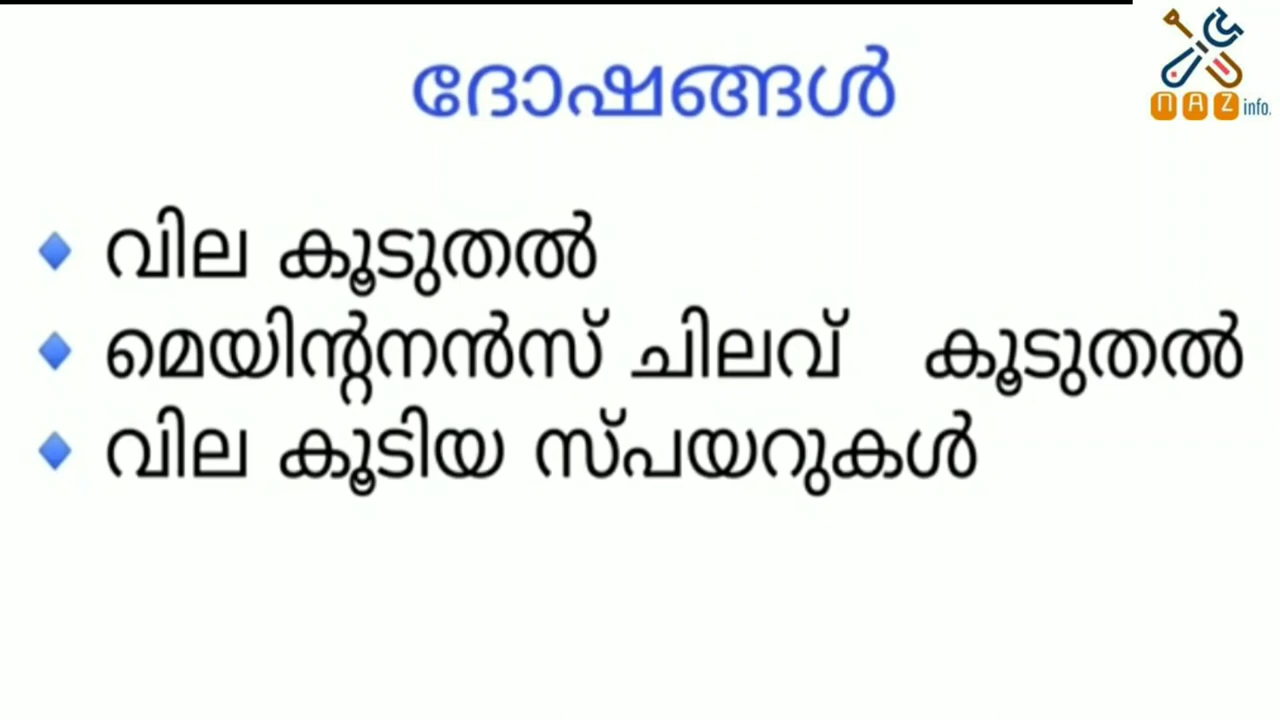 ദോഷങ്ങൾ
NAZ info.
വില കൂടുതൽ
മെയിന്റനൻസ് ചിലവ് കൂടുതൽ
വില കൂടിയ സ്പയറുകൾ